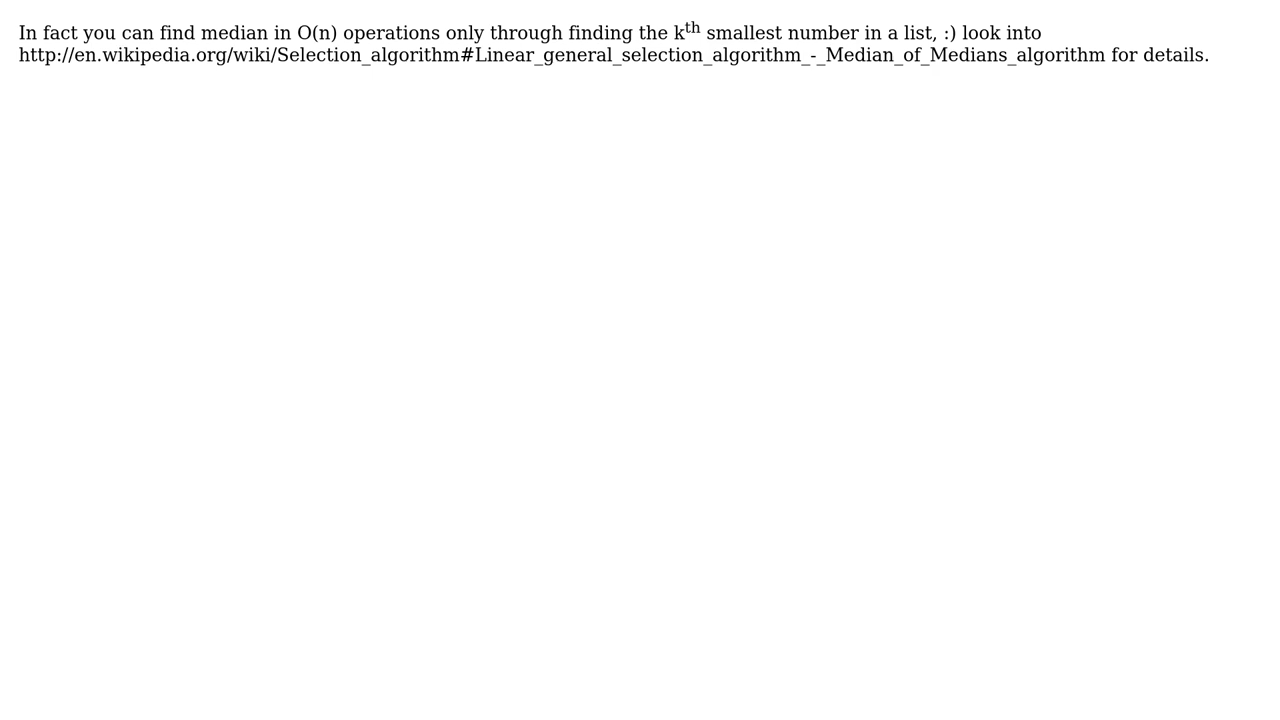 In fact you can find median in O(n) operations only through finding the kth smallest number in a list, :) look into
http://en.wikipedia.org/wiki/Selection_algorithm#Linear_general_selection_algorithm_-_Median_of_Medians_algorithm for details.